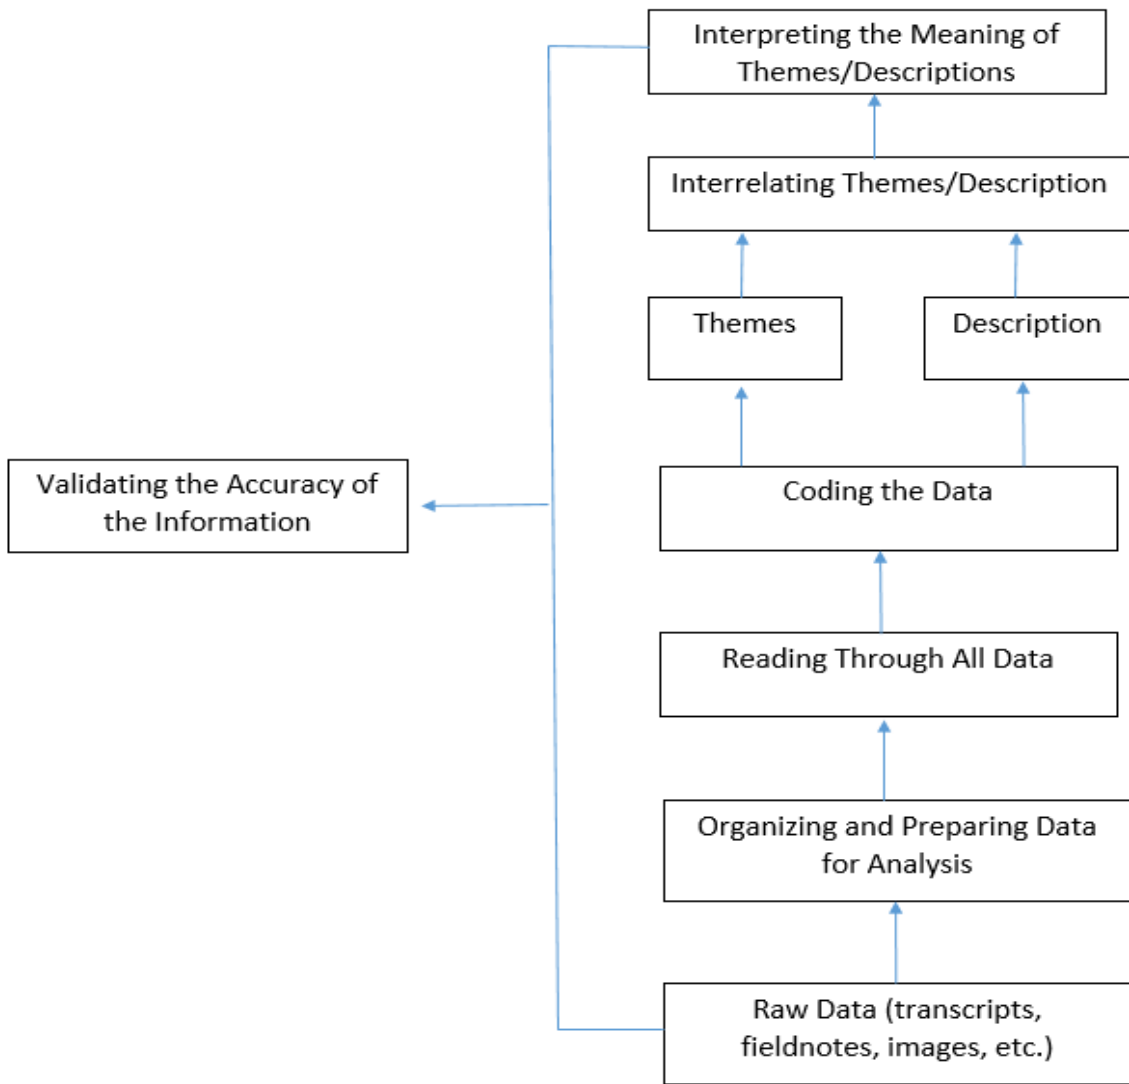 Interpreting the Meaning of
Themes/Descriptions
Interrelating Themes/Description
Themes
Description
Validating the Accuracy of
the Information
Coding the Data
Reading Through All Data
Organizing and Preparing Data
for Analysis
Raw Data (transcripts,
fieldnotes, images, etc.)